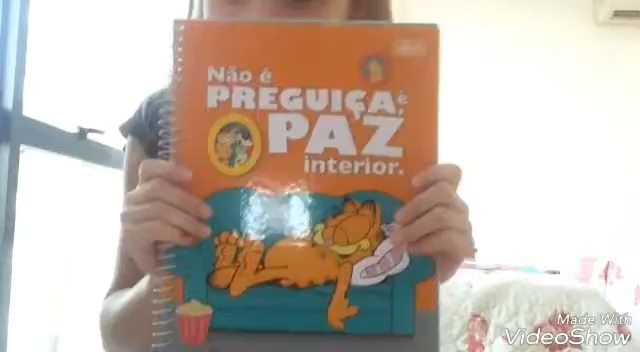 Não é
PREGUIÇA, é
PAZ
interior.
Made With
VideoShow